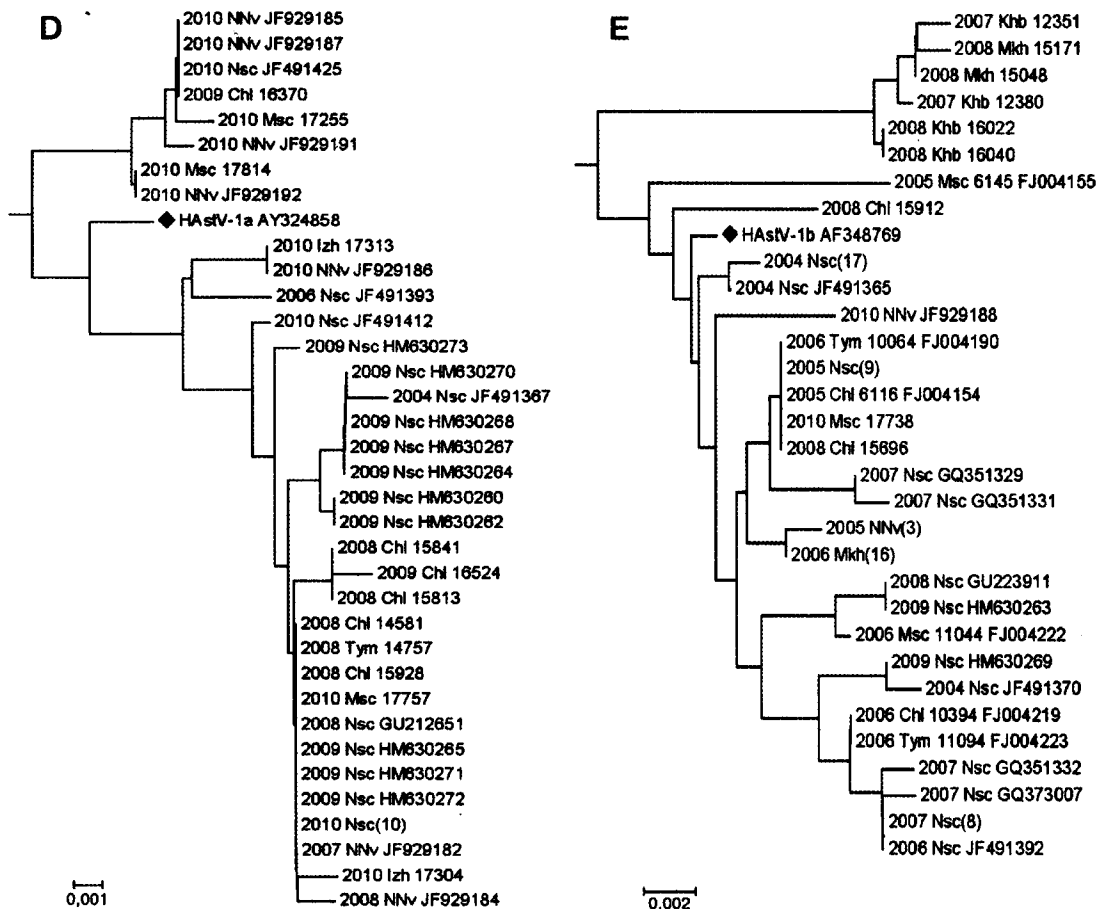 D
2010 NNv JF929185
2010 NNv JF929187
2010 Nsc JF491425
2009 Chl 16370
2010 Msc 17255
2010 NNv JF929191
2010 Msc 17814
2010 NNv JF929192
HAstV-1a AY324858
2010 Izh 17313
2010 NNv JF929186
2006 Nsc JF491393
2010 Nsc JF491412
2009 Nsc HM630273
2009 Nsc HM630270
2004 Nsc JF491367
2009 Nsc HM630268
2009 Nsc HM630267
2009 Nsc HM630264
2009 Nsc HM630260
2009 Nsc HM630262
2008 Chl 15841
2009 Chl 16524
2008 Chl 15813
2008 Chl 14581
2008 Tym 14757
2008 Chl 15928
2010 Msc 17757
2008 Nsc GU212651
2009 Nsc HM630265
2009 Nsc HM630271
2009 Nsc HM630272
2010 Nsc(10)
2007 NNv JF929182
2010 Izh 17304
2008 NNv JF929184
0,001
E
2007 Khb 12351
2008 Mkh 15171
2008 Mkh 15048
2007 Khb 12380
2008 Khb 16022
2008 Khb 16040
2005 Msc 6145 FJ004155
2008 Chl 15912
HAstV-1b AF348769
2004 Nsc(17)
2004 Nsc JF491365
2010 NNv JF929188
2006 Tym 10064 FJ004190
2005 Nsc(9)
2005 Chl 6116 FJ004154
2010 Msc 17738
2008 Chl 15696
2007 Nsc GQ351329
2007 Nsc GQ351331
2005 NNv(3)
2006 Mkh(16)
2008 Nsc GU223911
2009 Nsc HM630263
2006 Msc 11044 FJ004222
2009 Nsc HM630269
2004 Nsc JF491370
2006 Chl 10394 FJ004219
2006 Tym 11094 FJ004223
2007 Nsc GQ351332
2007 Nsc GQ373007
2007 Nsc(8)
2006 Nsc JF491392
0.002